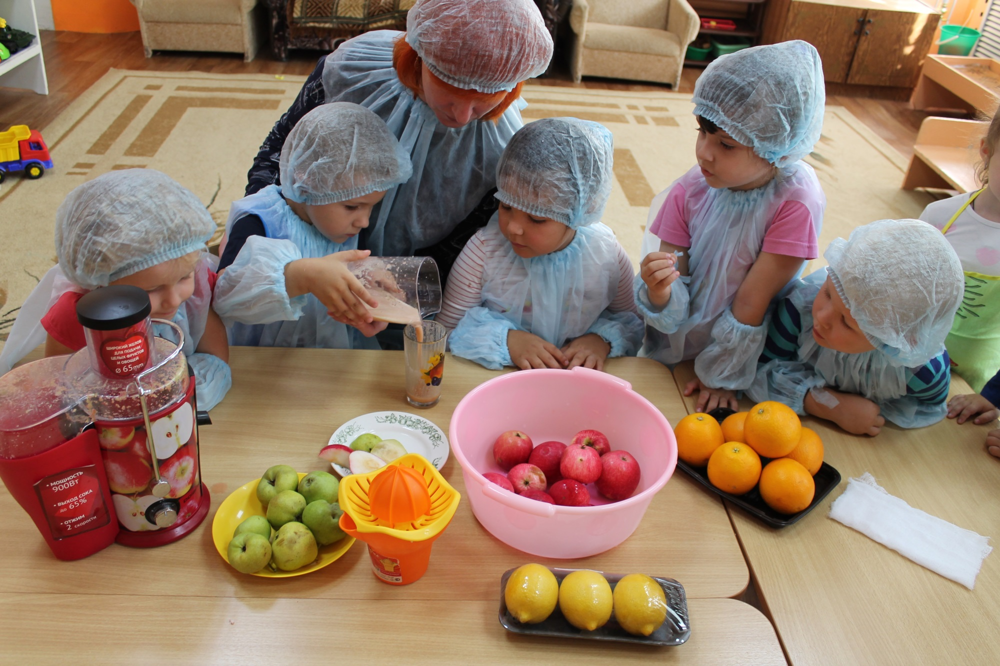 ШИРОКИЙ ЖЕЛОБ
ДЛЯ ПОДАЧИ
ЦЕЛЫХ ФРУКТОВ
И ОВОЩЕЙ
Ø 65mm
• МОЩНОСТЬ
900Вт
• ВЫХОД СОКА
до 65%
• ОТЖИМ
2 скорости